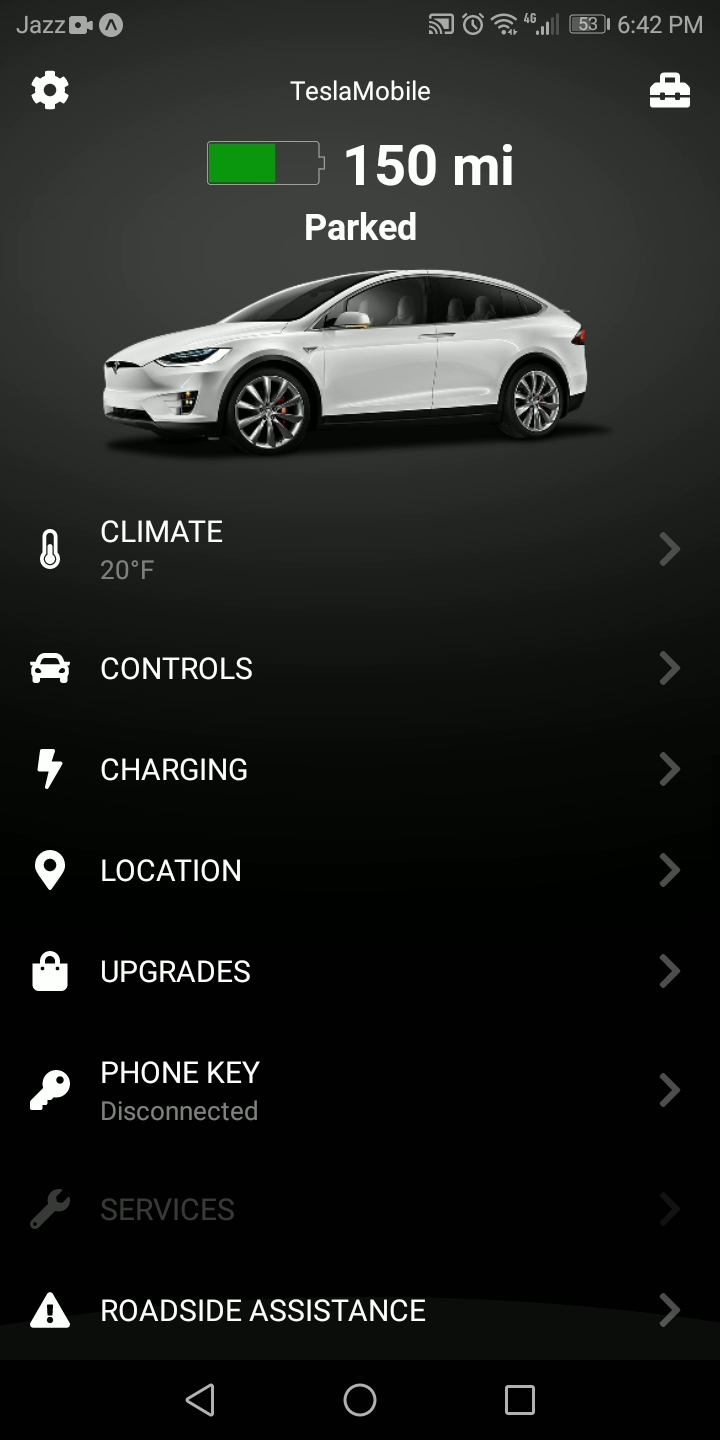 Jazz 4G 53 6:42 PM
TeslaMobile
150 mi
Parked
CLIMATE
20°F
CONTROLS
CHARGING
LOCATION
UPGRADES
PHONE KEY
Disconnected
SERVICES
ROADSIDE ASSISTANCE